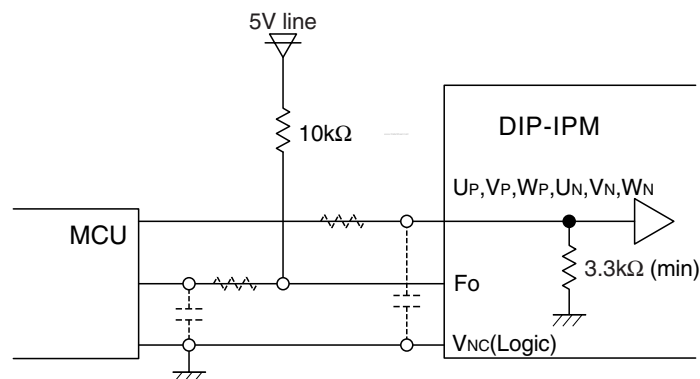 5V line
10kΩ
DIP-IPM
UP,VP,WP,UN,VN,WN
MCU
3.3kΩ (min)
Fo
VNC(Logic)